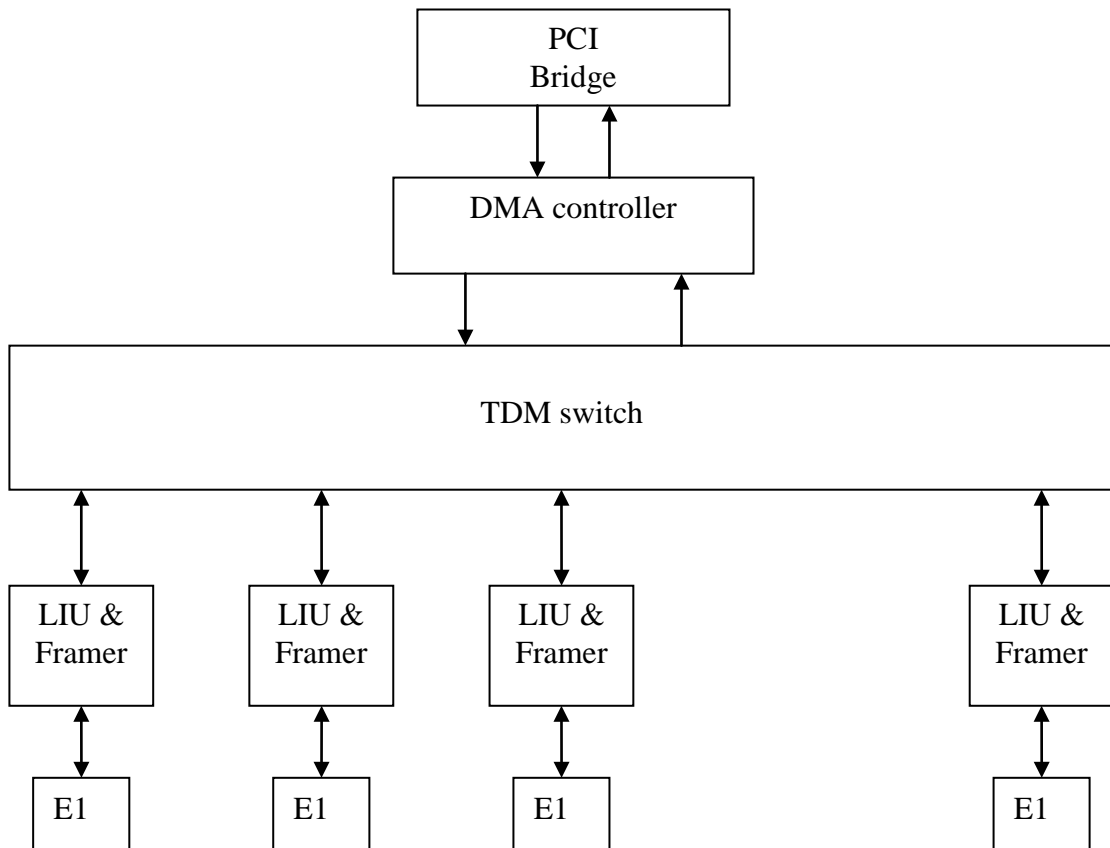 PCI
Bridge
DMA controller
TDM switch
LIU &
Framer
LIU &
Framer
LIU &
Framer
LIU &
Framer
E1
E1
E1
E1